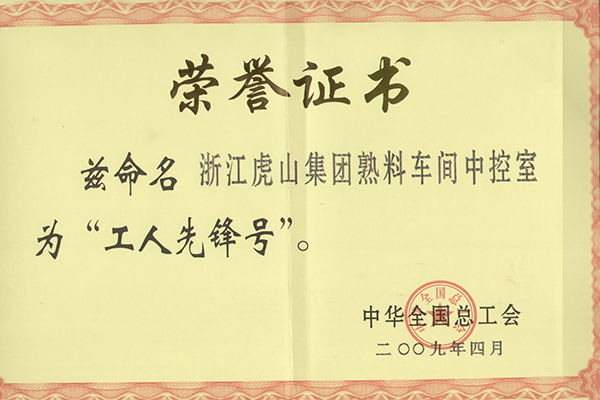 荣誉证书
兹命名 浙江虎山集团熟料车间中控室
为“工人先锋号”。
中华全国总工会
二〇〇九年四月